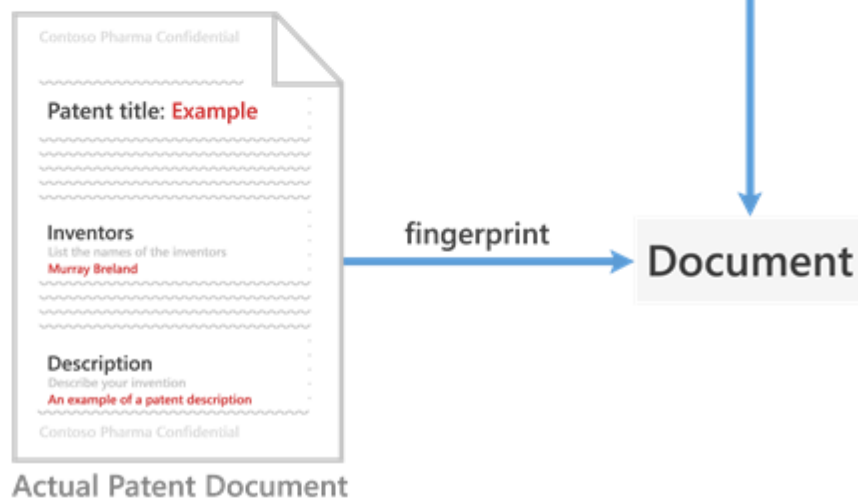 Contoso Pharma Confidential
Patent title: Example
Inventors
List the names of the inventors
Murray Breland
Description
Describe your invention
An example of a patent description
Contoso Pharma Confidential
Actual Patent Document
fingerprint
Document